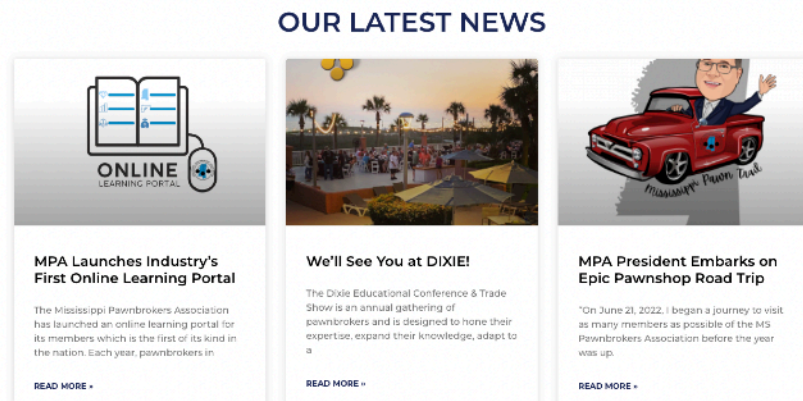 OUR LATEST NEWS
ONLINE
LEARNING PORTAL
Mississippi Pawn Trail
MPA Launches Industry's
First Online Learning Portal
The Mississippi Pawnbrokers Association
has launched an online learning portal for
its members which is the first of its kind in
the nation. Each year, pawnbrokers in
READ MORE »
We'll See You at DIXIE!
The Dixie Educational Conference & Trade
Show is an annual gathering of
pawnbrokers and is designed to hone their
expertise, expand their knowledge, adapt to
a
READ MORE »
MPA President Embarks on
Epic Pawnshop Road Trip
"On June 21, 2022, I began a journey to visit
as many members as possible of the MS
Pawnbrokers Association before the year
was up.
READ MORE »